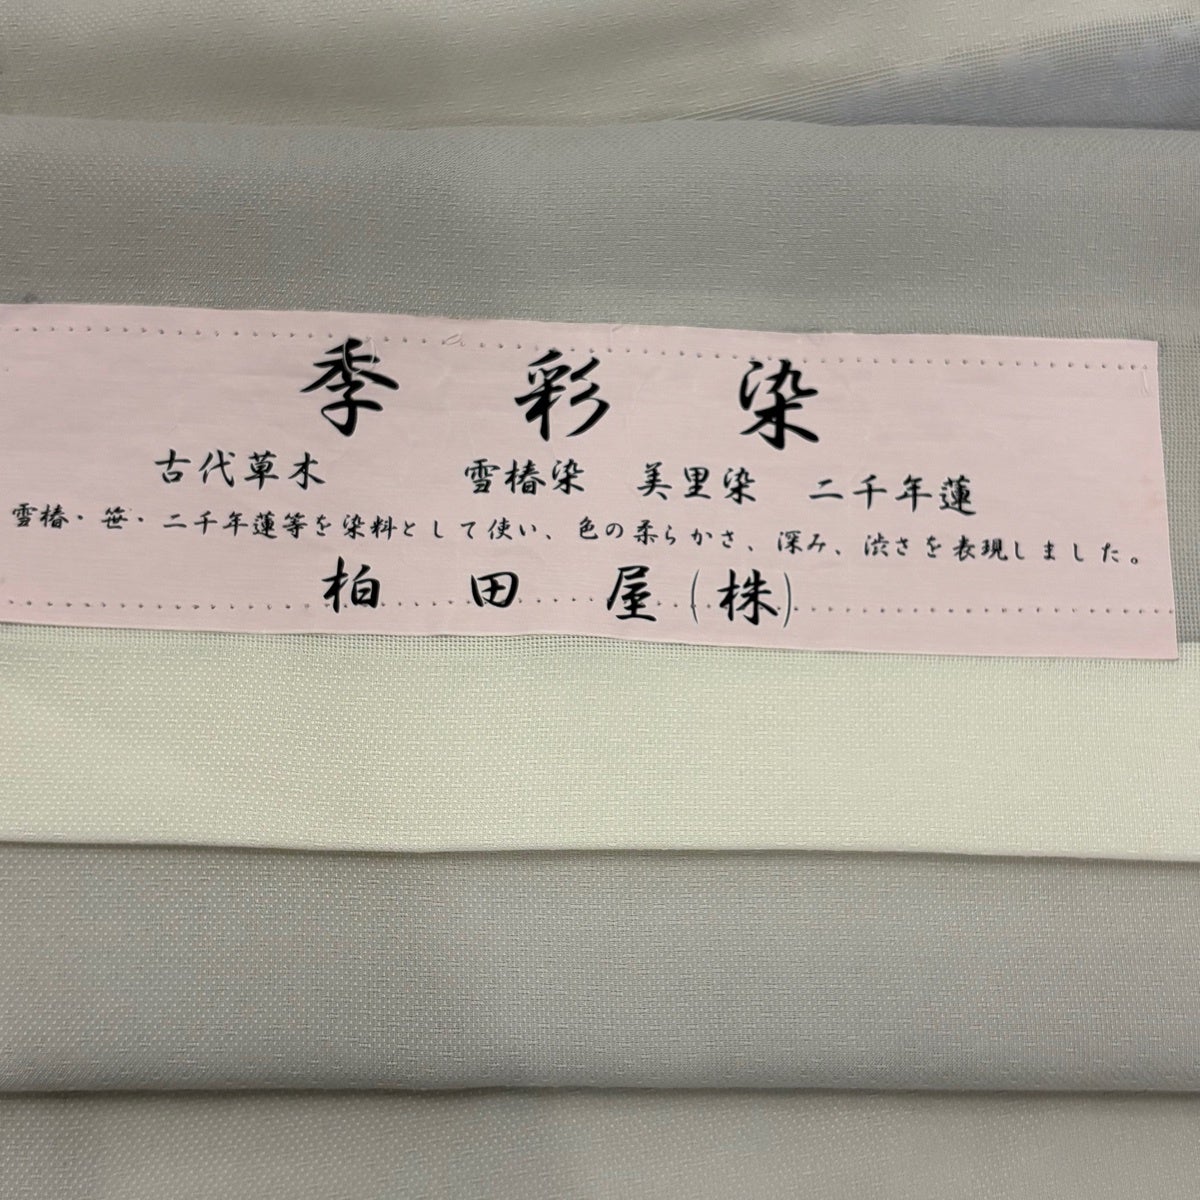 季彩染
古代草木 雪椿染 美里染 二千年蓮
雪椿・笹・二千年蓮等を染料として使い、色の柔らかさ、深み、渋さを表現しました。
柏田屋(株)